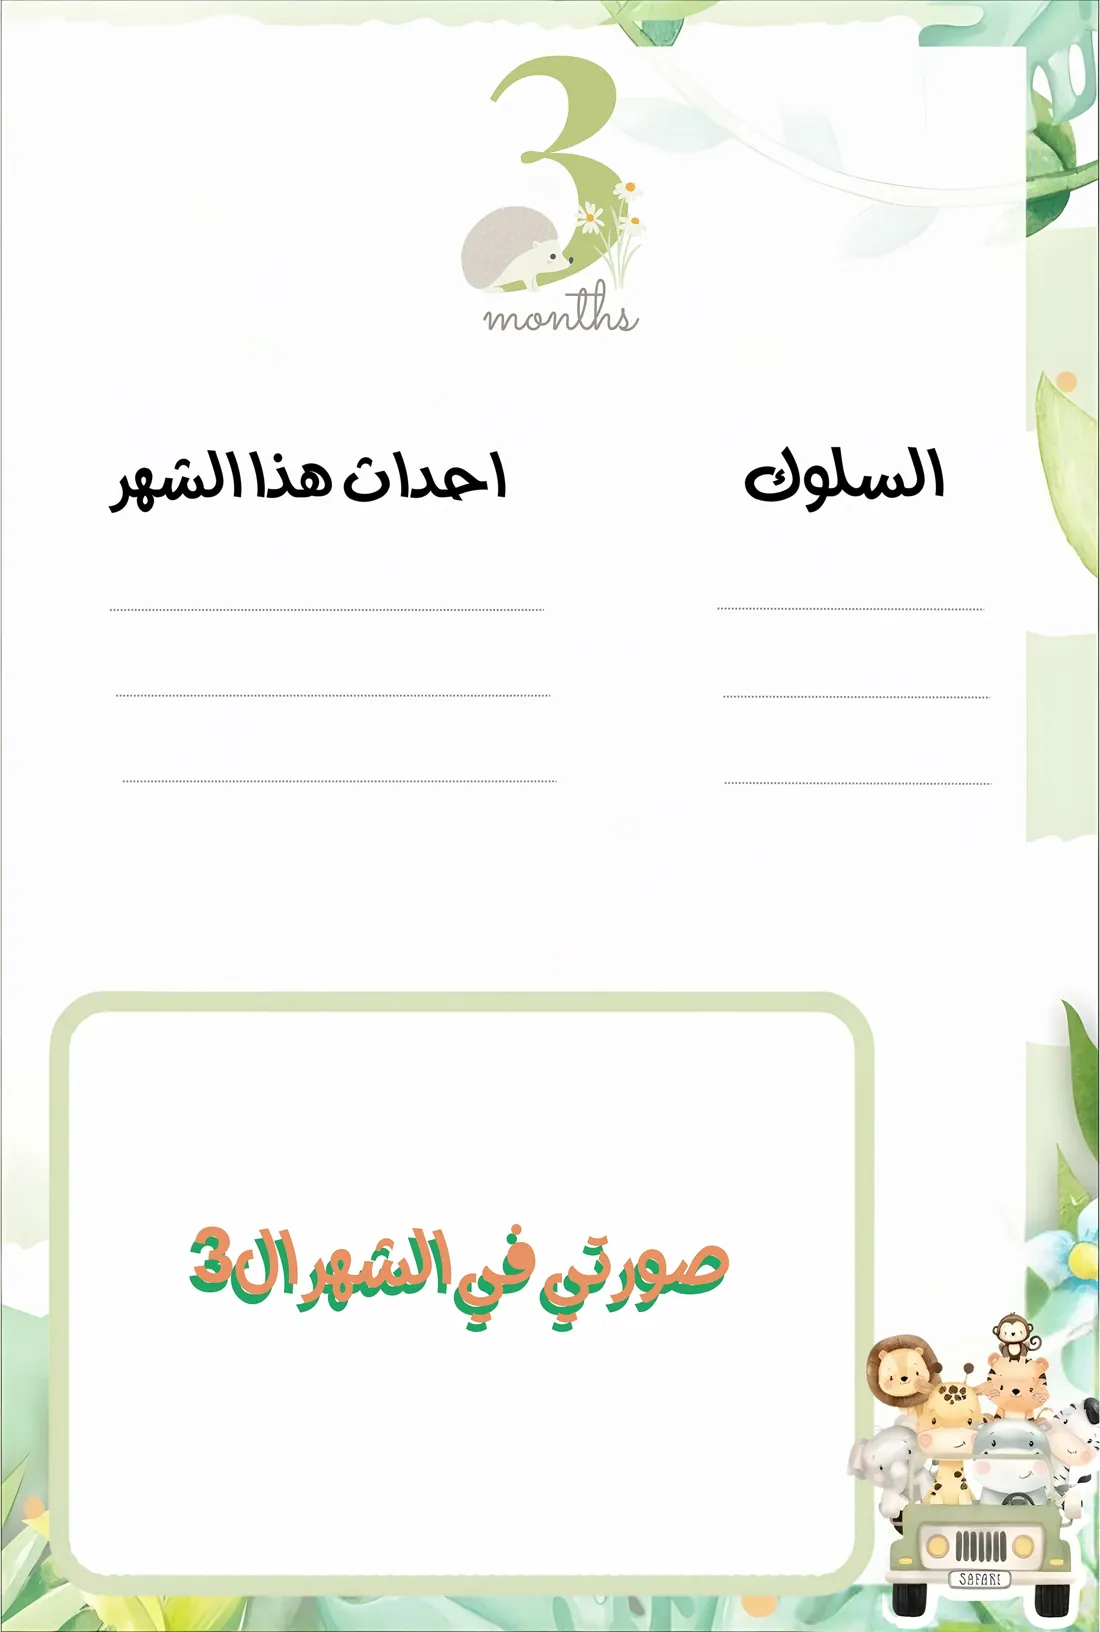 3
months
السلوك
احداث هذا الشهر
صورتي في الشهر ال3
SAFARI